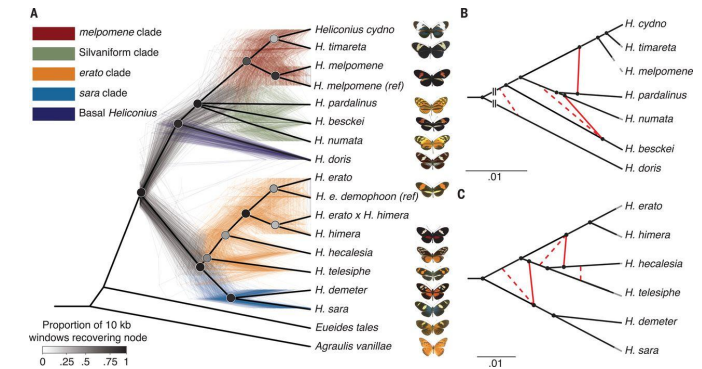 A
melpomene clade
Silvaniform clade
erato clade
sara clade
Basal Heliconius
Heliconius cydno
H. timareta
H. melpomene
H. melpomene (ref)
H. pardalinus
H. besckei
H. numata
H. doris
H. erato
H. e. demophoon (ref)
H. erato x H. himera
H. himera
H. hecalesia
H. telesiphe
H. demeter
H. sara
Eueides tales
Agraulis vanillae
Proportion of 10 kb
windows recovering node
0 .25 .5 .75 1
B
H. cydno
H. timareta
H. melpomene
H. pardalinus
H. numata
H. besckei
H. doris
.01
C
H. erato
H. himera
H. hecalesia
H. telesiphe
H. demeter
H. sara
.01